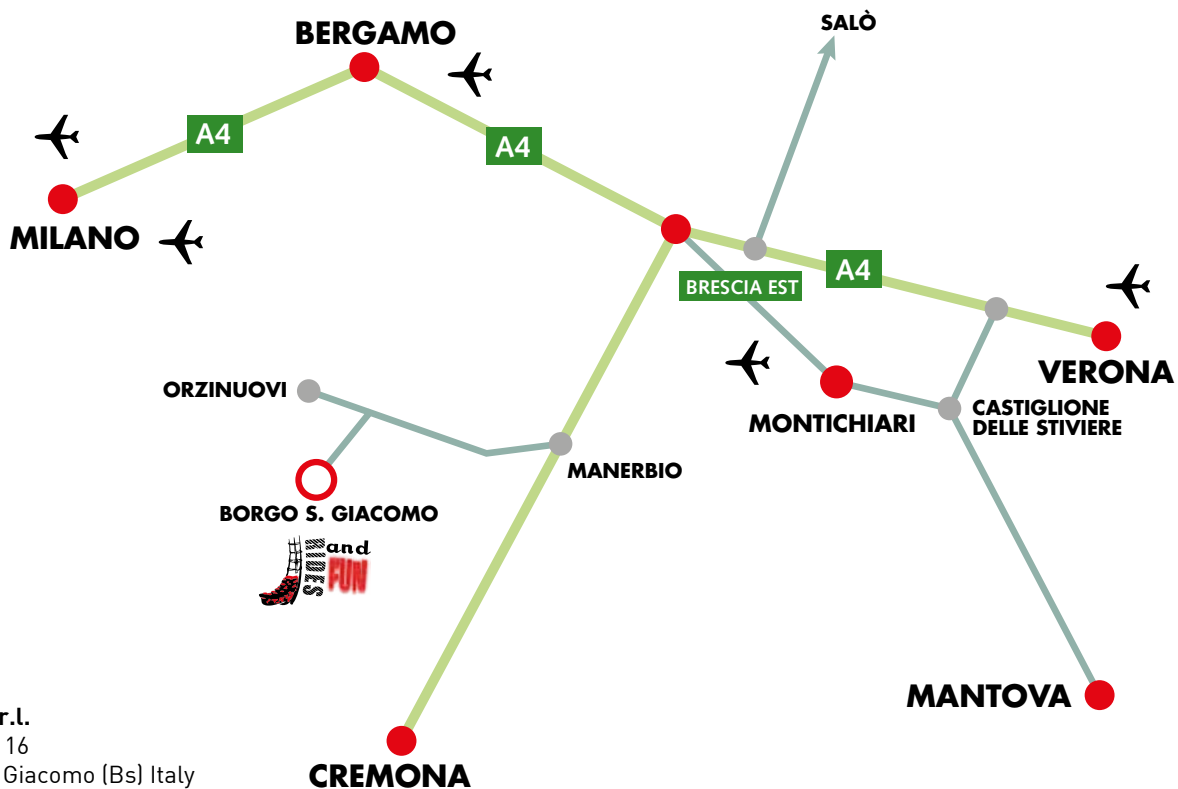 SALÒ
BERGAMO
A4
A4
MILANO
BRESCIA EST
A4
VERONA
ORZINUOVI
MONTICHIARI
CASTIGLIONE
DELLE STIVIERE
MANERBIO
BORGO S. GIACOMO
RIDES
and
FUN
MANTOVA
r.l.
16
Giacomo (Bs) Italy
CREMONA